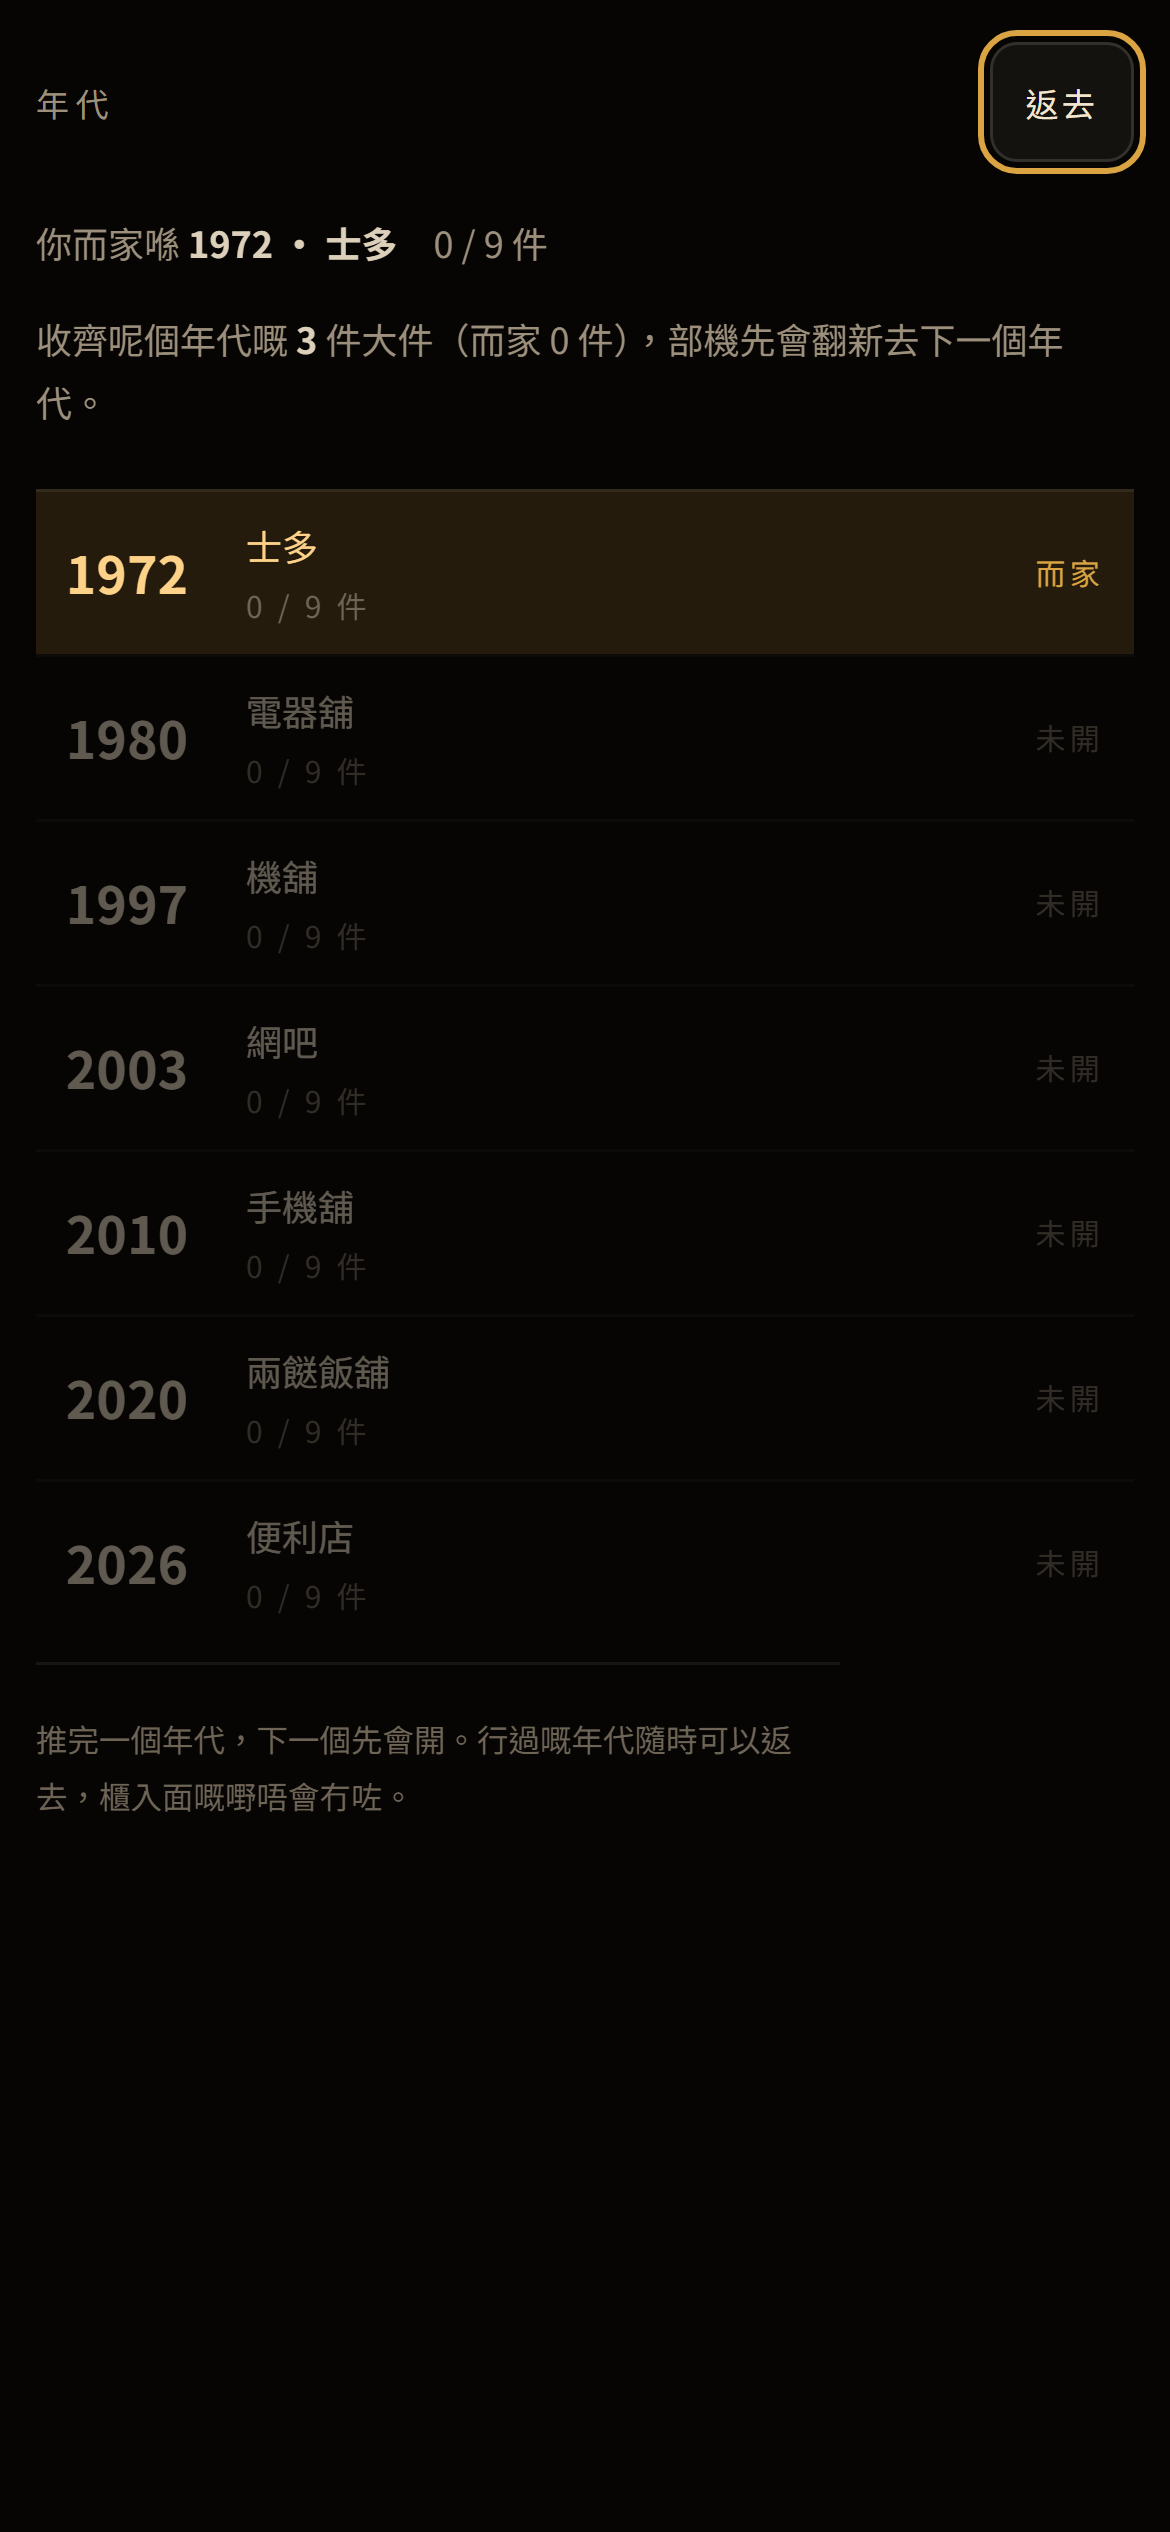 年代
返去
你而家喺 1972 · 士多 0 / 9 件
收齊呢個年代嘅 3 件大件（而家 0 件），部機先會翻新去下一個年
代。
1972
士多
0 / 9 件
而家
1980
電器舖
0 / 9 件
未開
1997
機舖
0 / 9 件
未開
2003
網吧
0 / 9 件
未開
2010
手機舖
0 / 9 件
未開
2020
兩餸飯舖
0 / 9 件
未開
2026
便利店
0 / 9 件
未開
推完一個年代，下一個先會開。行過嘅年代隨時可以返
去，櫃入面嘅嘢唔會冇咗。